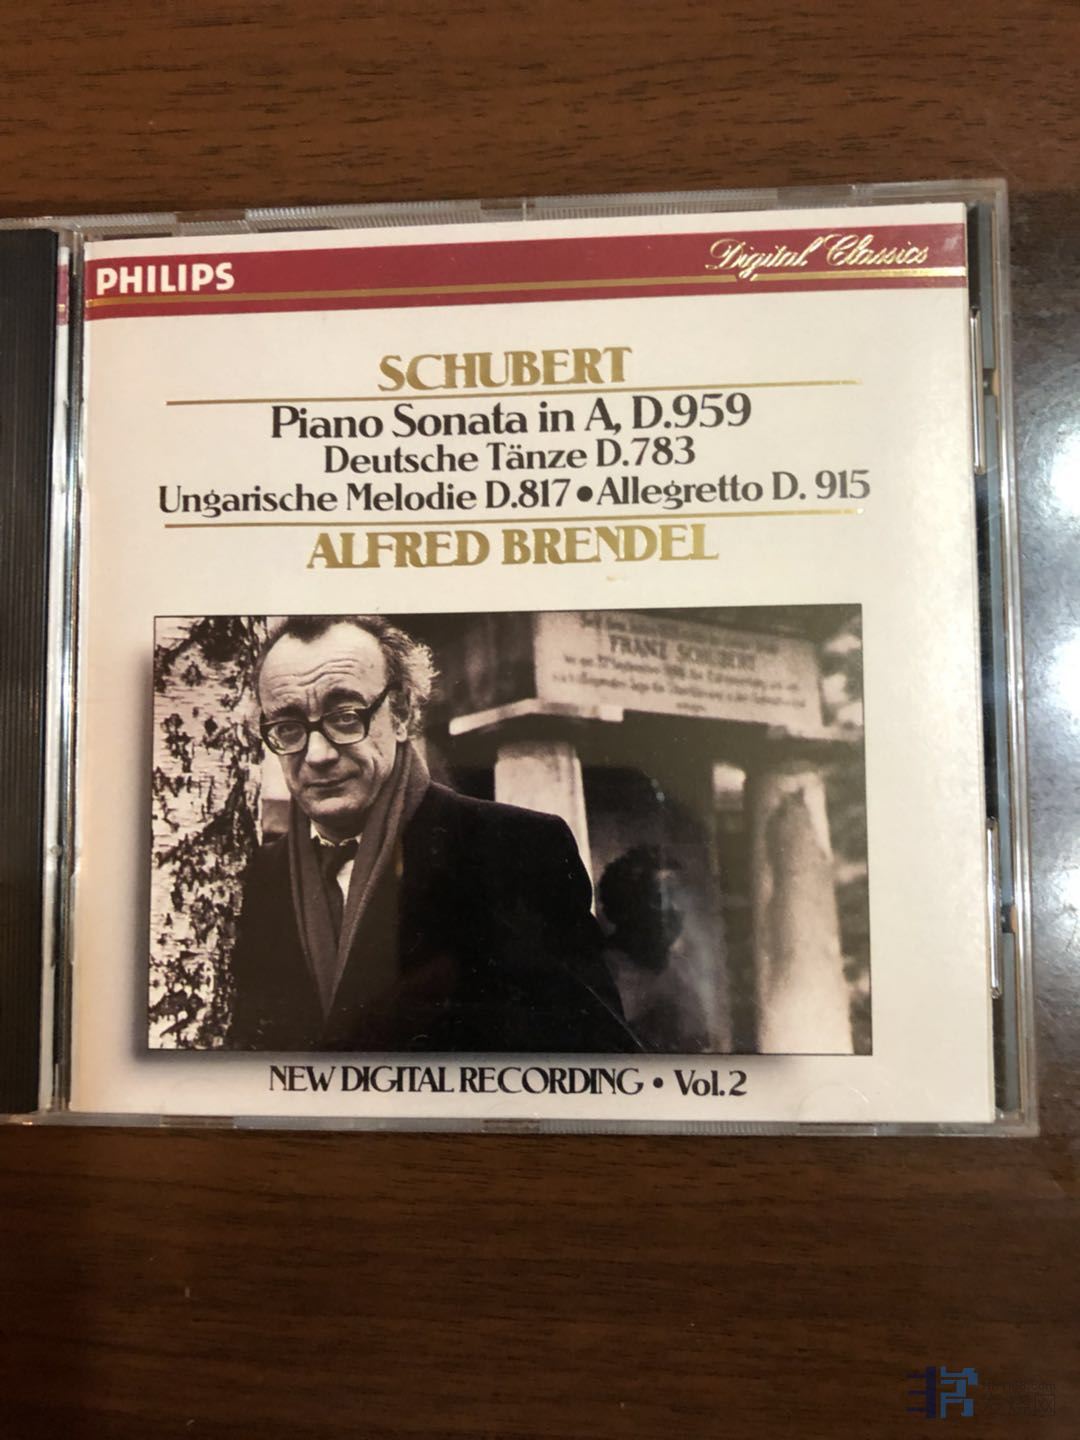 PHILIPS
Digital Classics
SCHUBERT
Piano Sonata in A, D.959
Deutsche Tänze D.783
Ungarische Melodie D.817 • Allegretto D. 915
ALFRED BRENDEL
FRANZ SCHUBERT
NEW DIGITAL RECORDING • Vol. 2